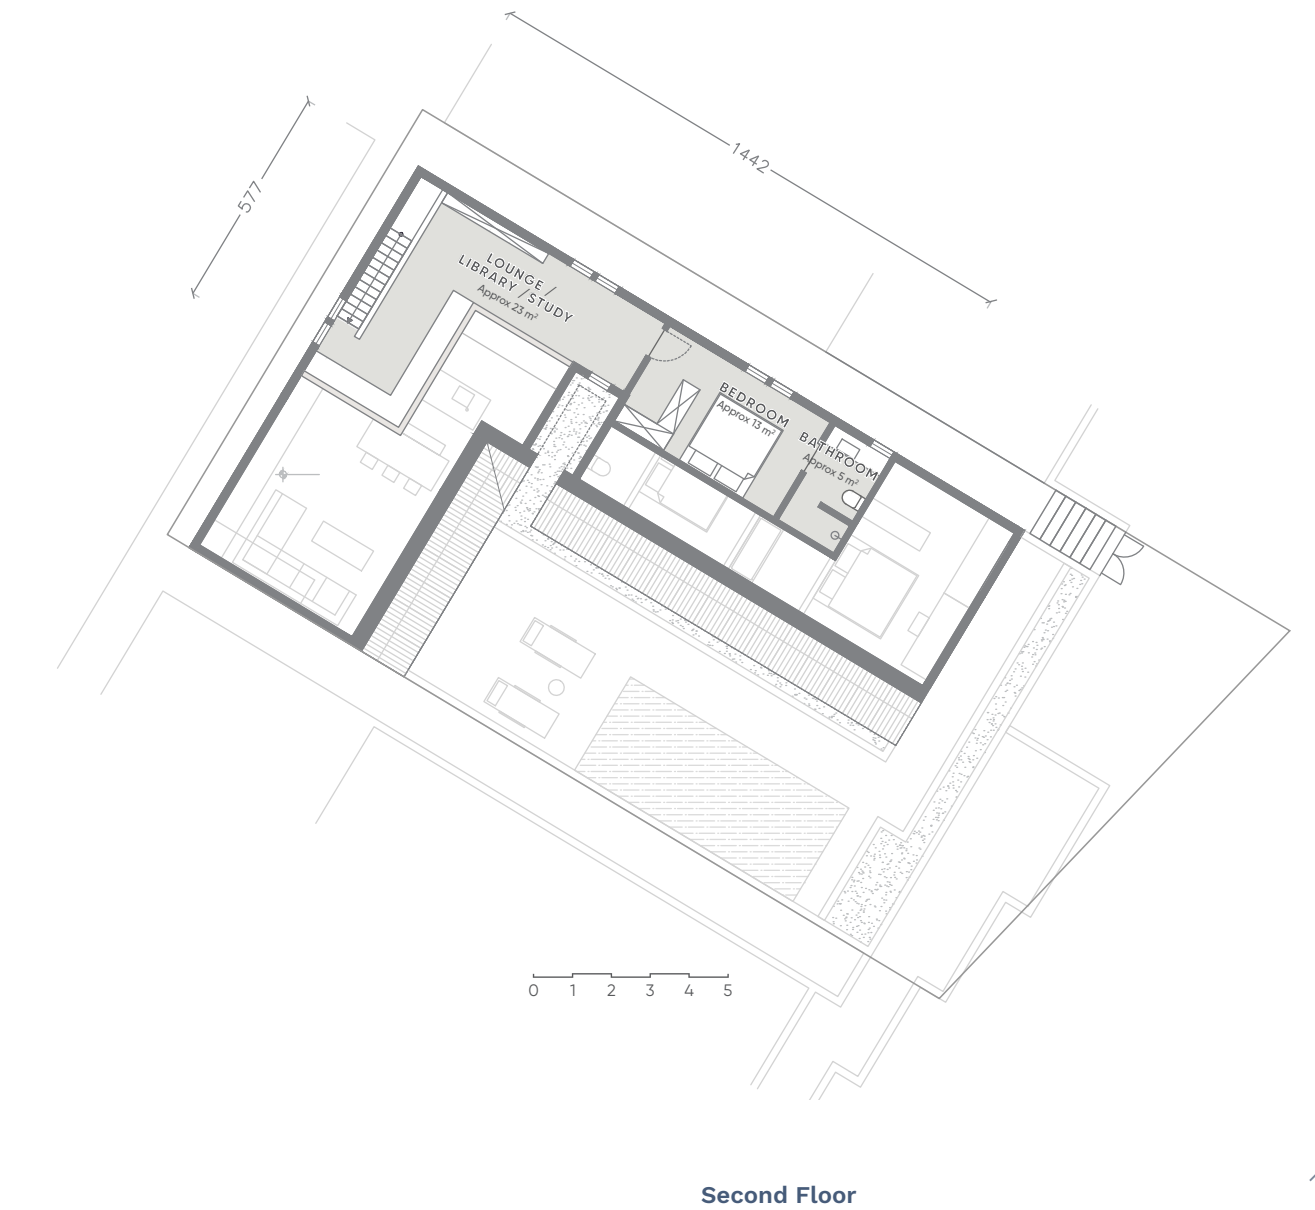 1442
577
LOUNGE /
LIBRARY / STUDY
Approx 23 m²
BEDROOM
Approx 13 m²
BATHROOM
Approx 5 m²
0 1 2 3 4 5
Second Floor